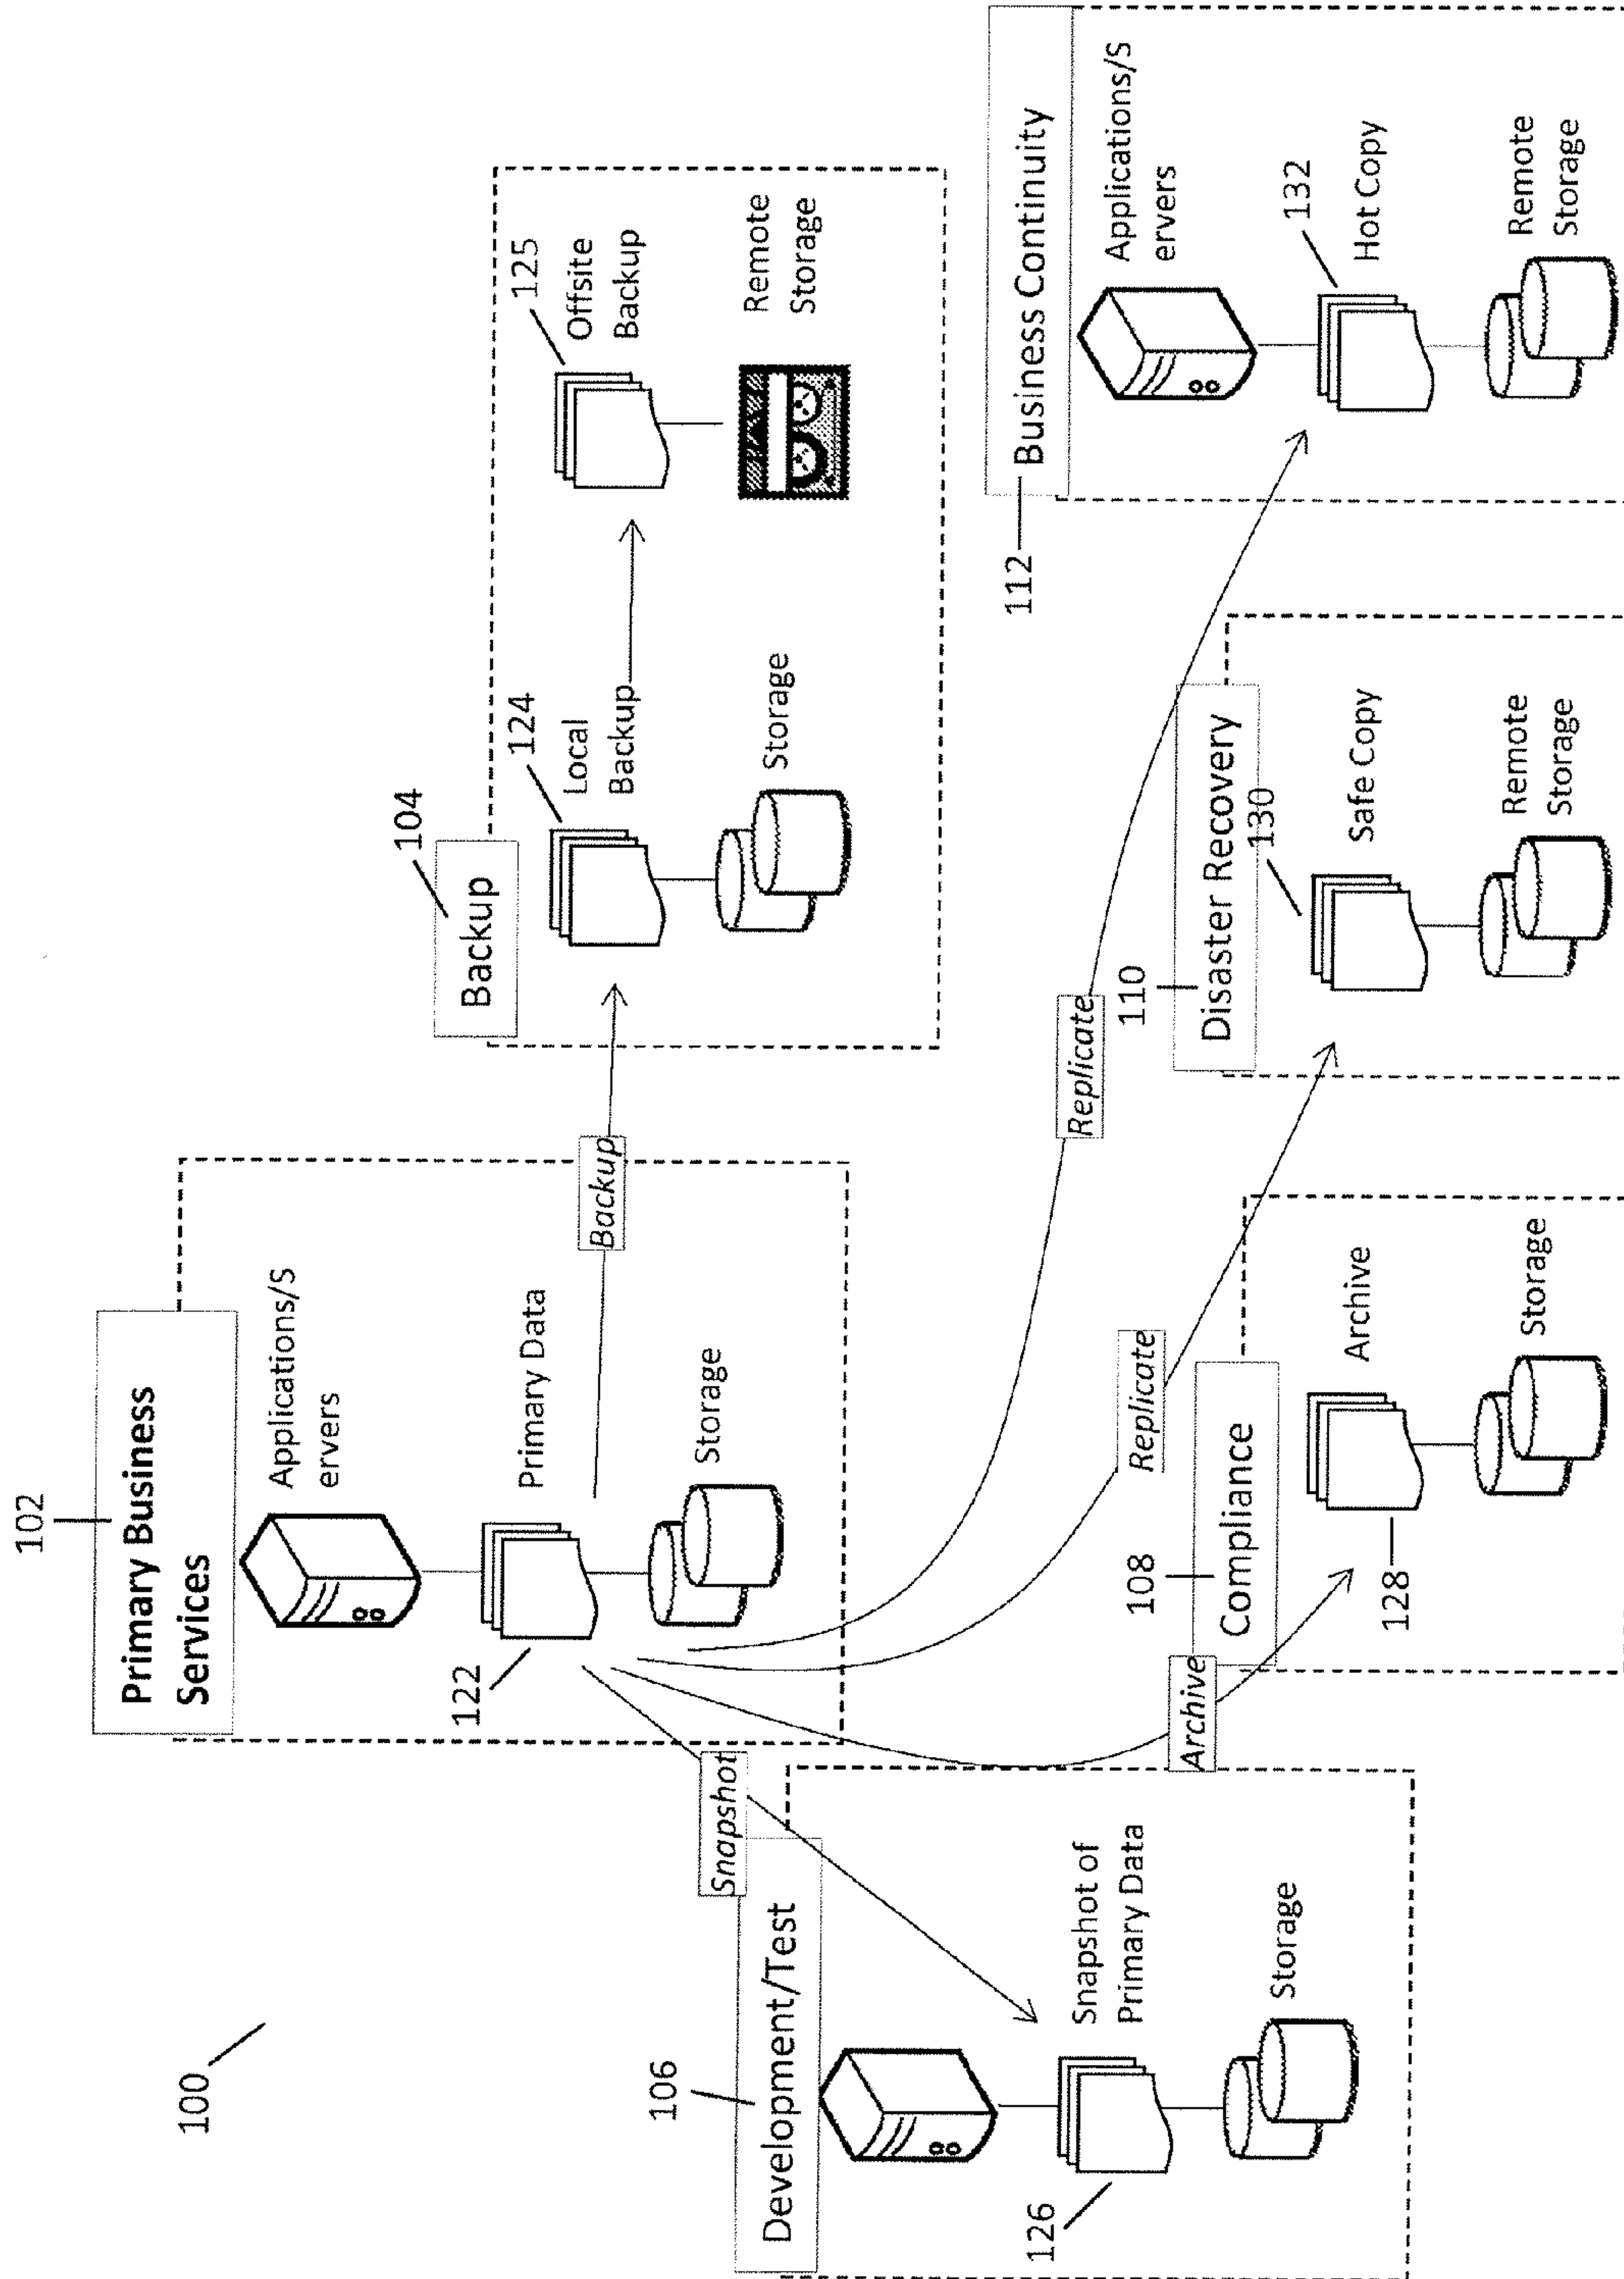 100
102
Primary Business
Services
Applications/S
ervers
122
Primary Data
Storage
Backup
104
Backup
124
Local
Backup
Storage
125
Offsite
Backup
Remote
Storage
Snapshot
106
Development/Test
126
Snapshot of
Primary Data
Storage
Archive
108
Compliance
128
Archive
Storage
Replicate
110
Disaster Recovery
130
Safe Copy
Remote
Storage
Replicate
112
Business Continuity
Applications/S
ervers
132
Hot Copy
Remote
Storage